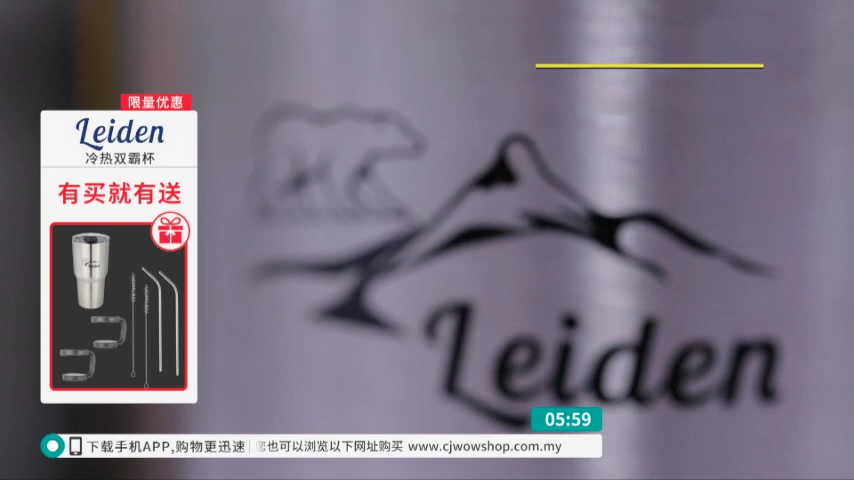 限量优惠
Leiden
冷热双霸杯
有买就有送
Leiden
05:59
下载手机APP,购物更迅速
您也可以浏览以下网址购买 www.cjwowshop.com.my